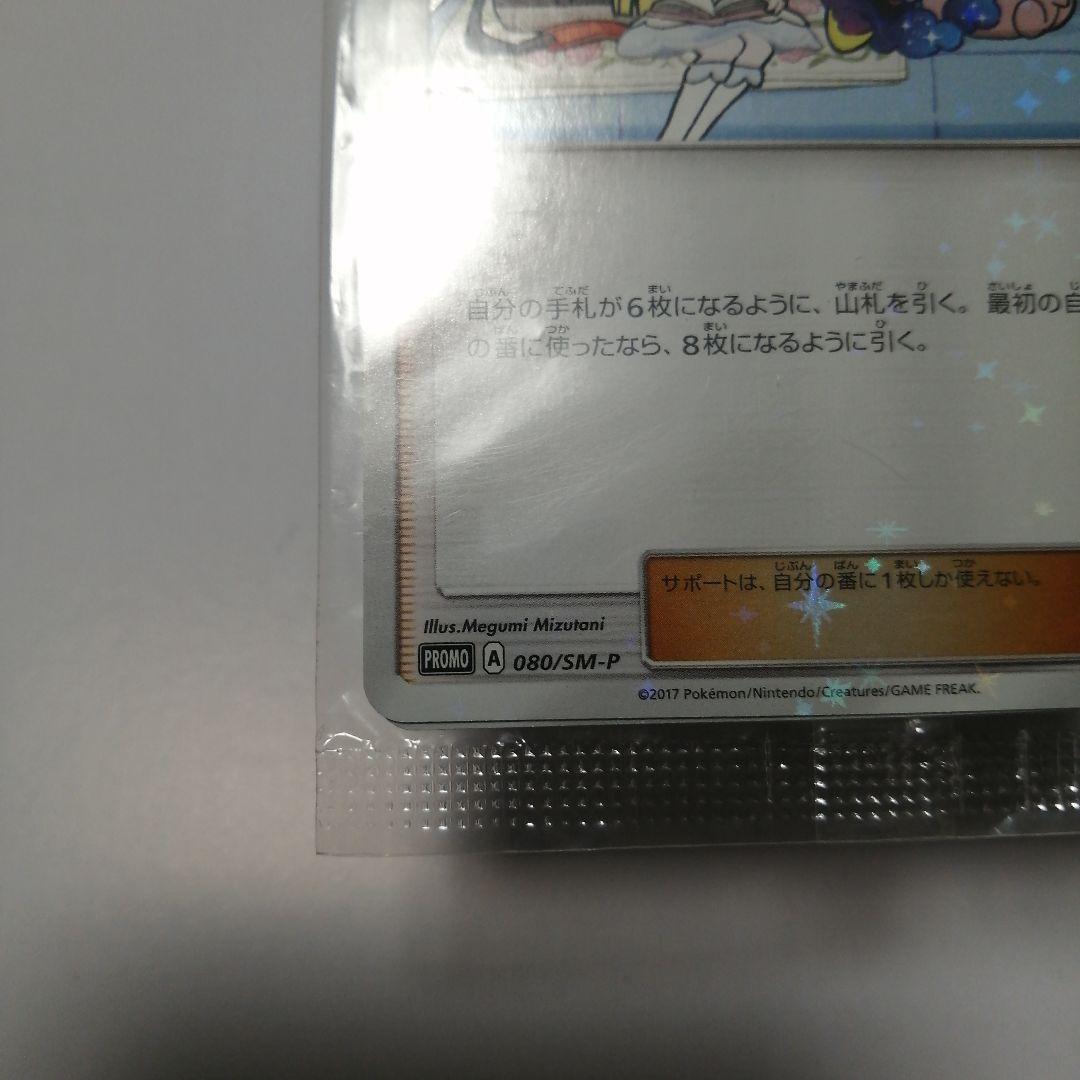 自分の手札が6枚になるように、山札を引く。 最初の自
の番に使ったなら、8枚になるように引く。
サポートは、自分の番に1枚しか使えない。
Illus.Megumi Mizutani
PROMO A 080/SM-P
©2017 Pokémon/Nintendo/Creatures/GAME FREAK.